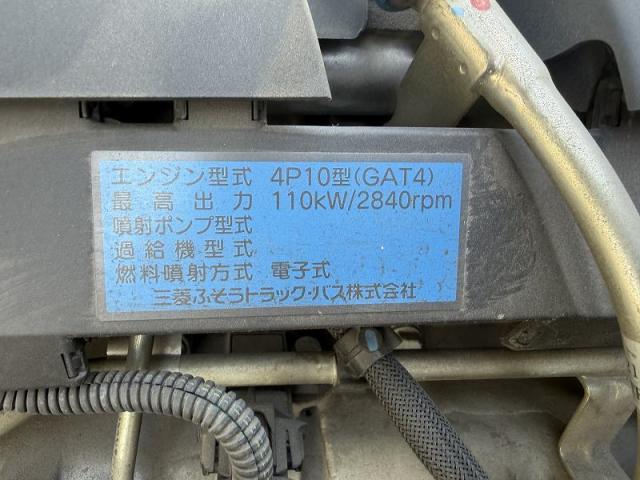 エンジン型式 4P10型(GAT4)
最高出力 110kW/2840rpm
噴射ポンプ型式
過給機型式
燃料噴射方式 電子式
三菱ふそうトラック・バス株式会社